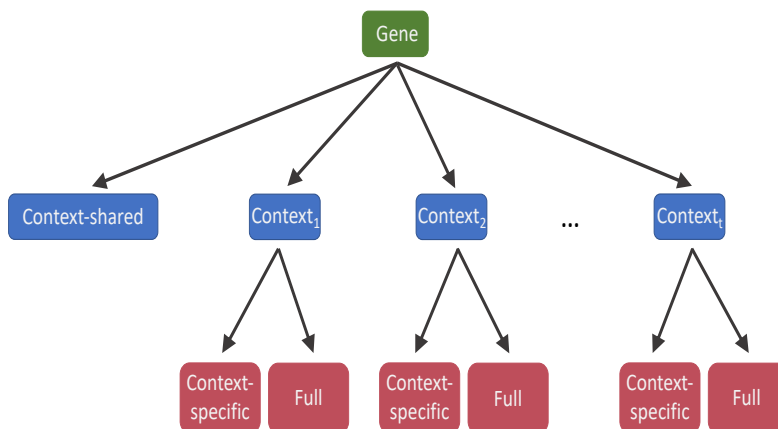 Gene
Context-shared
Context₁
Context₂
...
Contextₜ
Context-
specific
Full
Context-
specific
Full
Context-
specific
Full